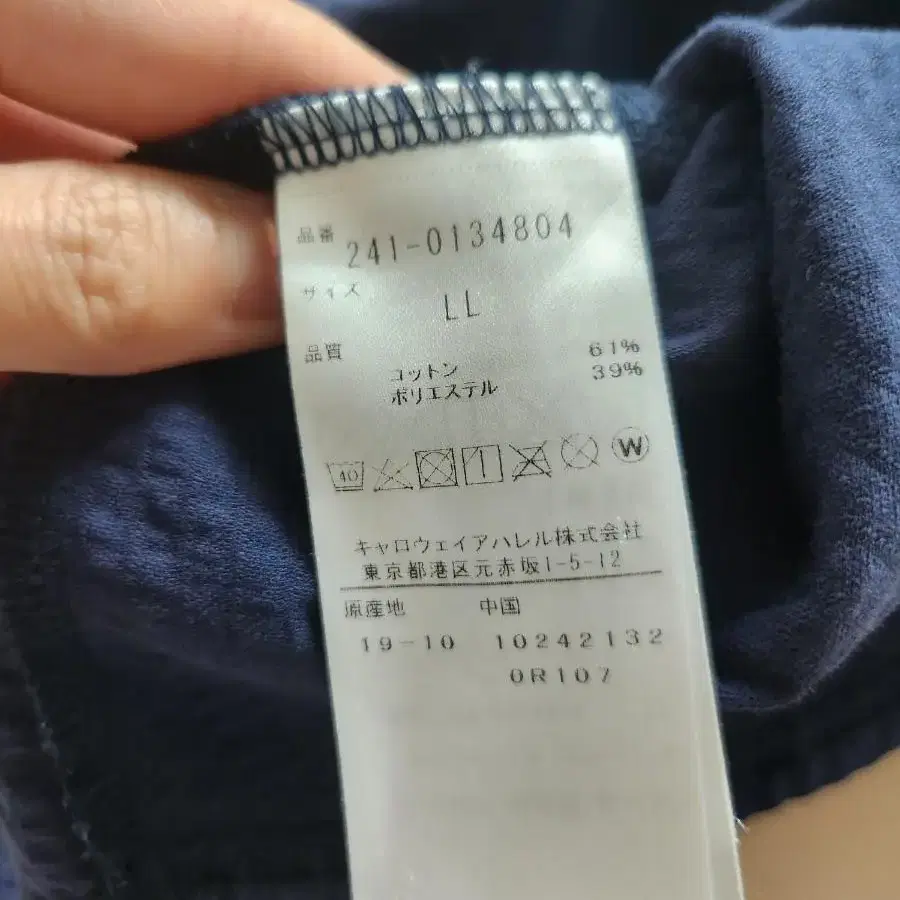 品番 241-0134804
サイズ LL
品質
コットン 61%
ポリエステル 39%
40 W
キャロウェイアパレル株式会社
東京都港区元赤坂1-5-12
原産地 中国
19-10 10242132
0R107